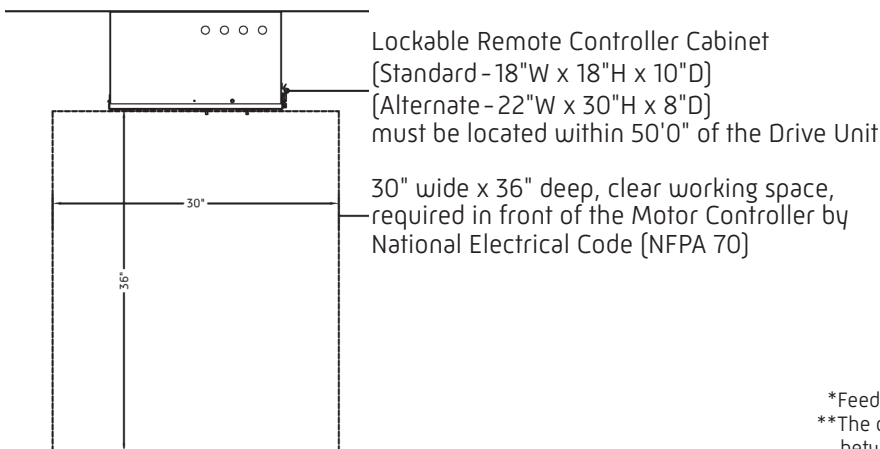 Lockable Remote Controller Cabinet
(Standard-18"W x 18"H x 10"D)
(Alternate-22"W x 30"H x 8"D)
must be located within 50'0" of the Drive Unit
30" wide x 36" deep, clear working space,
required in front of the Motor Controller by
National Electrical Code (NFPA 70)
30"
36"
*Feed
**The